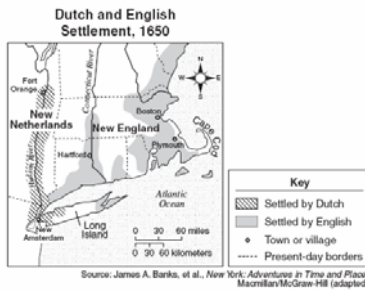 Dutch and English
Settlement, 1650
N
W
E
S
Fort
Orange
Connecticut River
New
Netherlands
New England
Boston
Plymouth
Cape Cod
Hartford
Atlantic
Ocean
New
Amsterdam
Long
Island
0 30 60 miles
0 30 60 kilometers
Key
Settled by Dutch
Settled by English
Town or village
Present-day borders
Source: James A. Banks, et al., New York: Adventures in Time and Place
Macmillan/McGraw-Hill (adapted